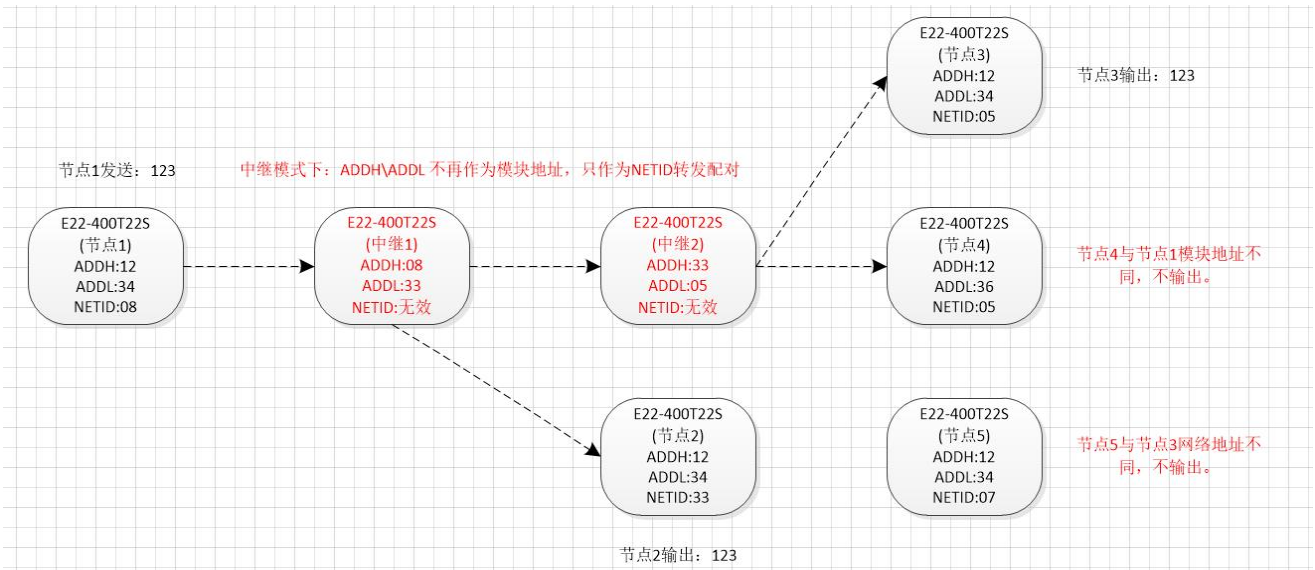 E22-400T22S
(节点3)
ADDH:12
ADDL:34
NETID:05
节点3输出：123
节点1发送：123
中继模式下：ADDH\ADDL 不再作为模块地址，只作为NETID转发配对
E22-400T22S
(节点1)
ADDH:12
ADDL:34
NETID:08
E22-400T22S
(中继1)
ADDH:08
ADDL:33
NETID:无效
E22-400T22S
(中继2)
ADDH:33
ADDL:05
NETID:无效
E22-400T22S
(节点4)
ADDH:12
ADDL:36
NETID:05
节点4与节点1模块地址不
同，不输出。
E22-400T22S
(节点2)
ADDH:12
ADDL:34
NETID:33
E22-400T22S
(节点5)
ADDH:12
ADDL:34
NETID:07
节点5与节点3网络地址不
同，不输出。
节点2输出：123